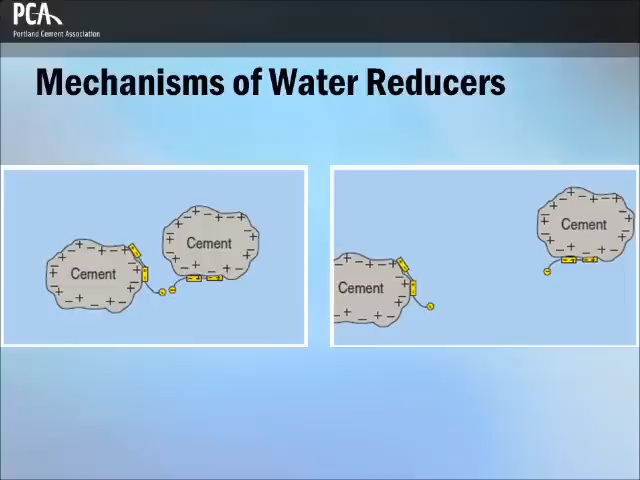 PCA
Portland Cement Association
Mechanisms of Water Reducers
Cement
Cement
Cement
Cement